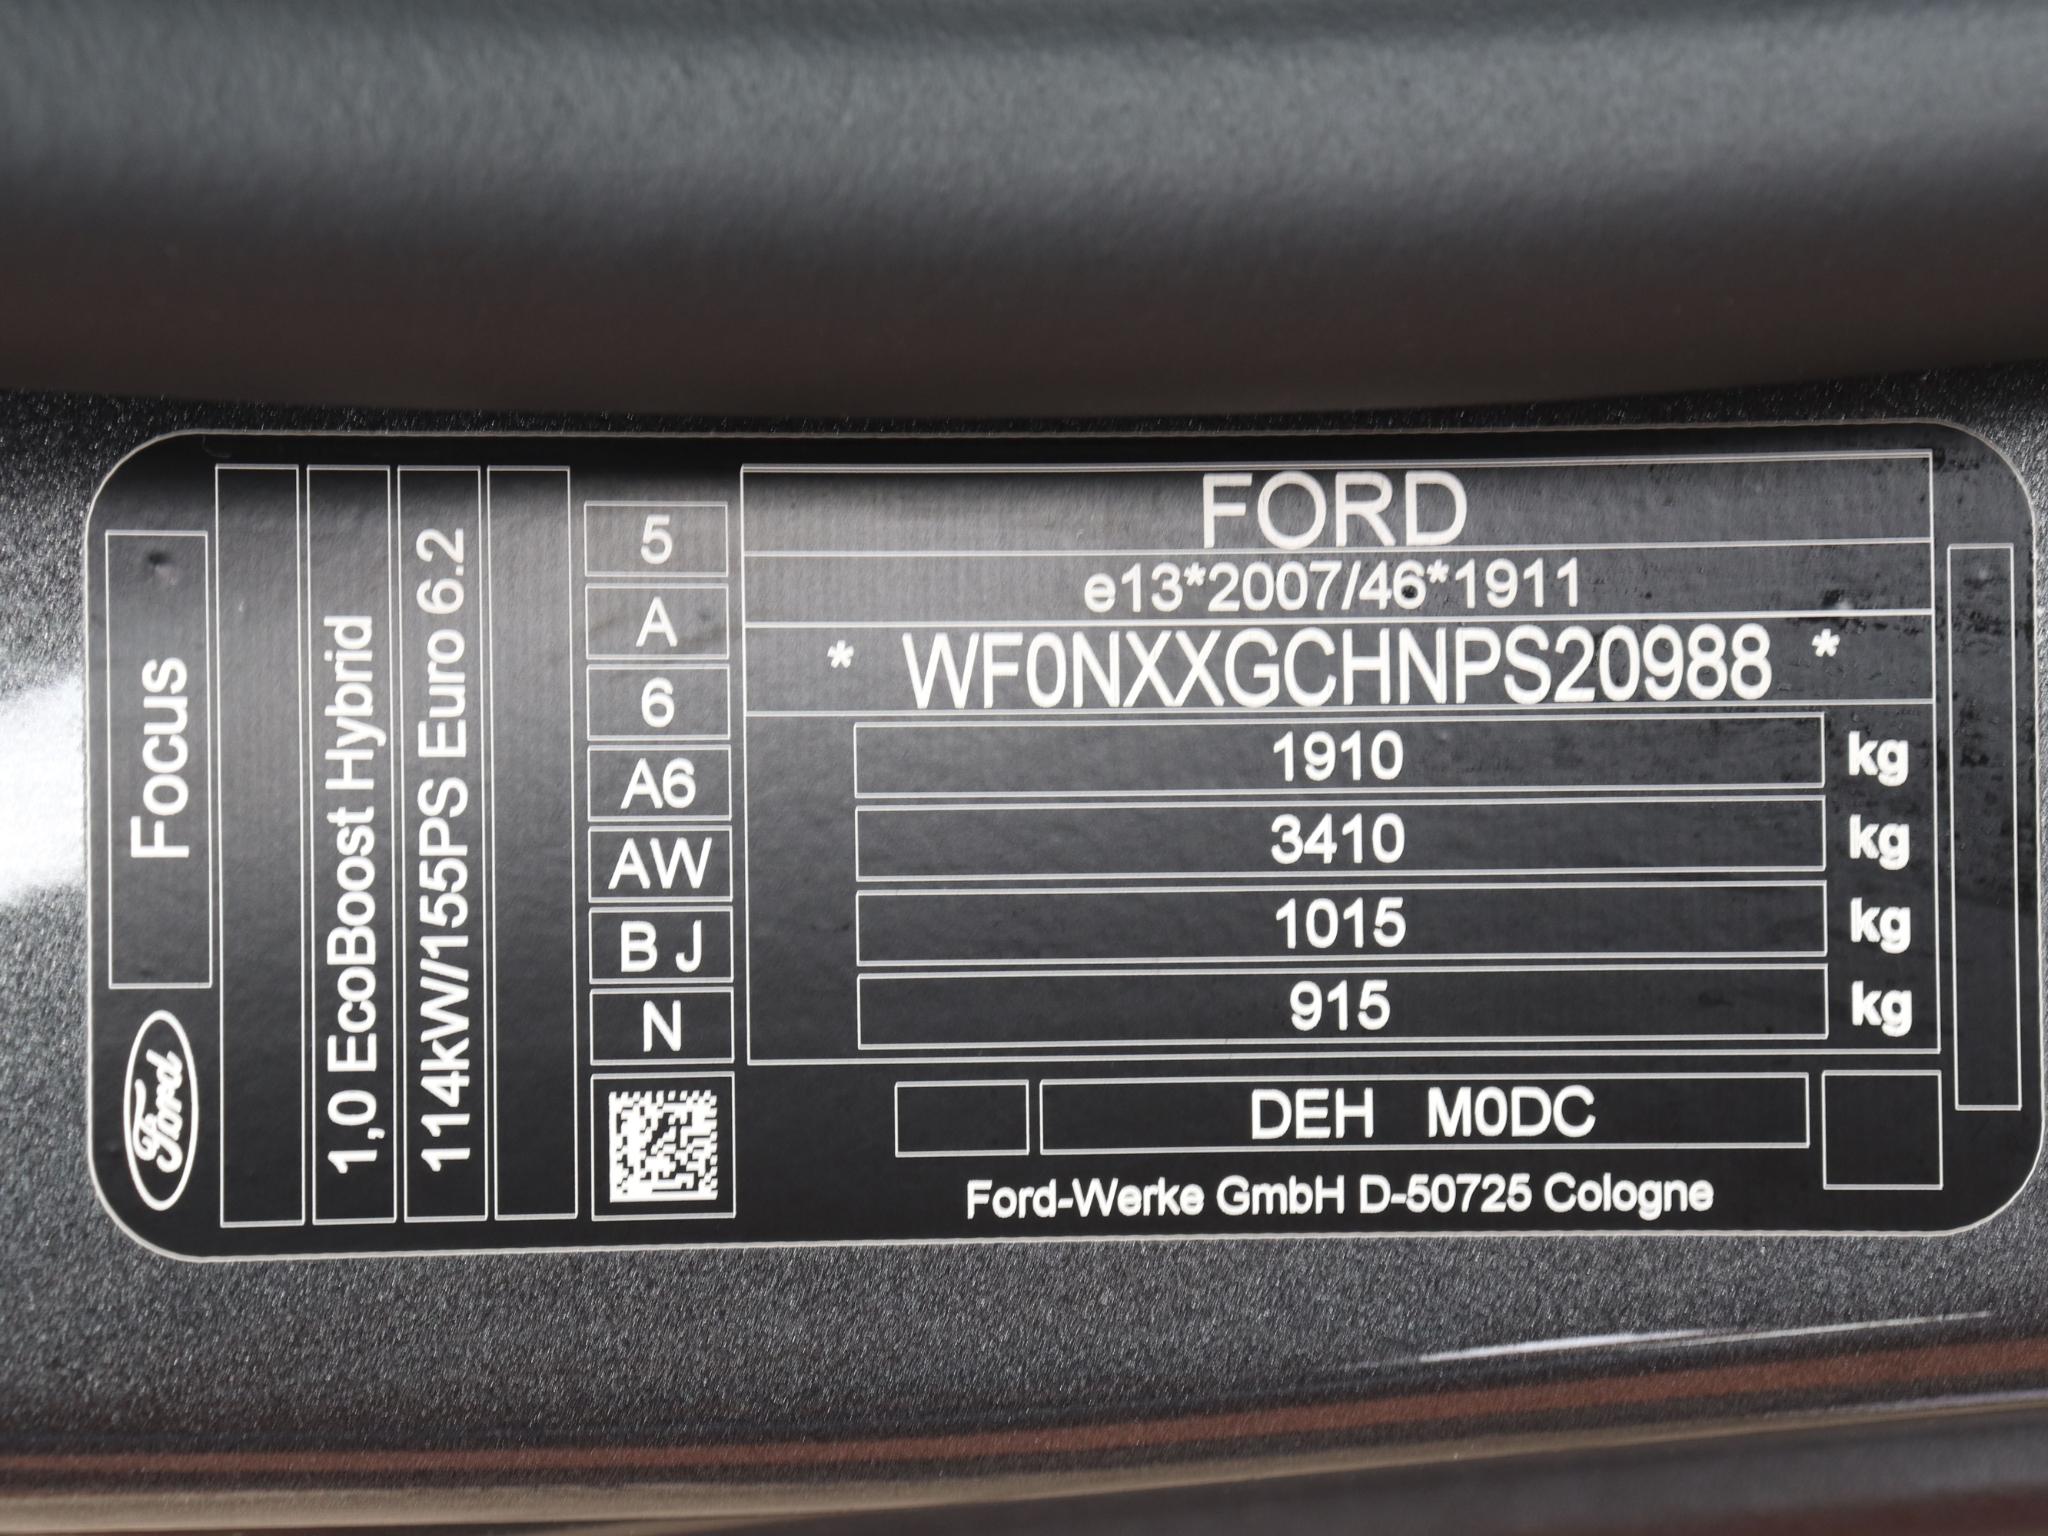 Focus
Ford
1,0 EcoBoost Hybrid
114kW/155PS Euro 6.2
5
A
6
A6
AW
B J
N
FORD
e13*2007/46*1911
* WF0NXXGCHNPS20988 *
1910 kg
3410 kg
1015 kg
915 kg
DEH M0DC
Ford-Werke GmbH D-50725 Cologne